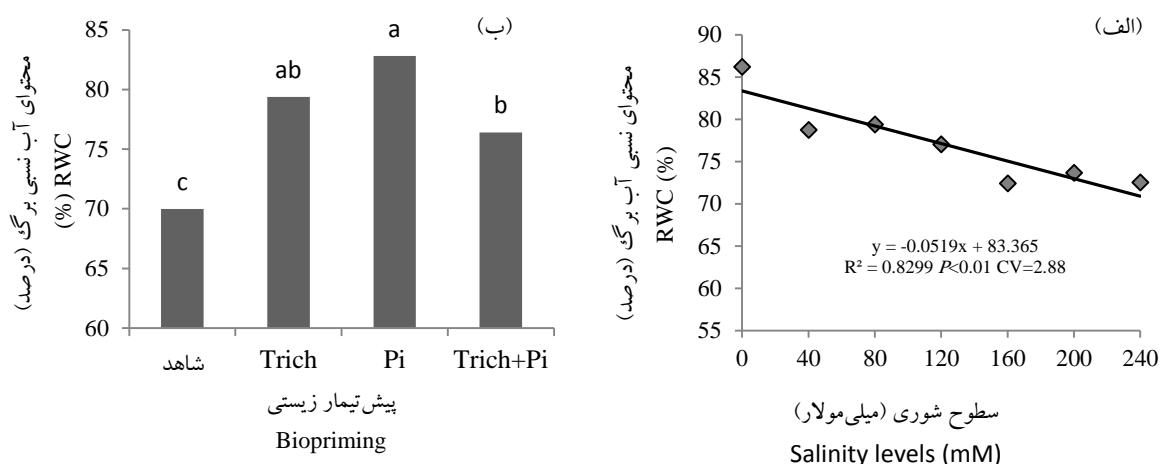 (الف)
محتوای نسبی آب برگ (درصد)
RWC (%)
90
85
80
75
70
65
60
55
y = -0.0519x + 83.365
R² = 0.8299 P<0.01 CV=2.88
0 40 80 120 160 200 240
سطوح شوری (میلی‌مولار)
Salinity levels (mM)
(ب)
محتوای آب نسبی برگ (درصد)
(%) RWC
85
80
75
70
65
60
c ab a b
شاهد Trich Pi Trich+Pi
پیش‌تیمار زیستی
Biopriming